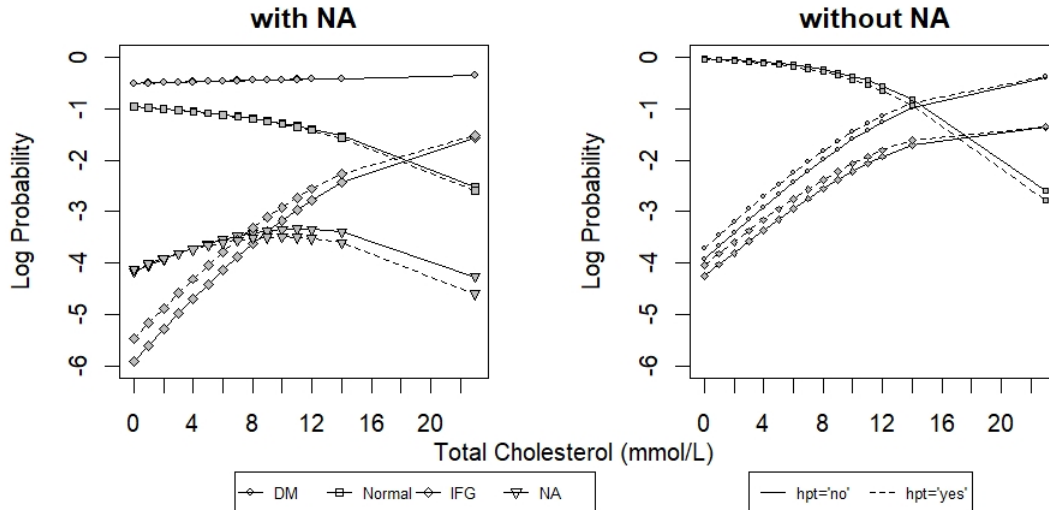 with NA
without NA
Log Probability
0
-1
-2
-3
-4
-5
-6
0 4 8 12 16 20
Log Probability
0
-1
-2
-3
-4
-5
-6
0 4 8 12 16 20
Total Cholesterol (mmol/L)
DM Normal IFG NA
hpt='no' hpt='yes'